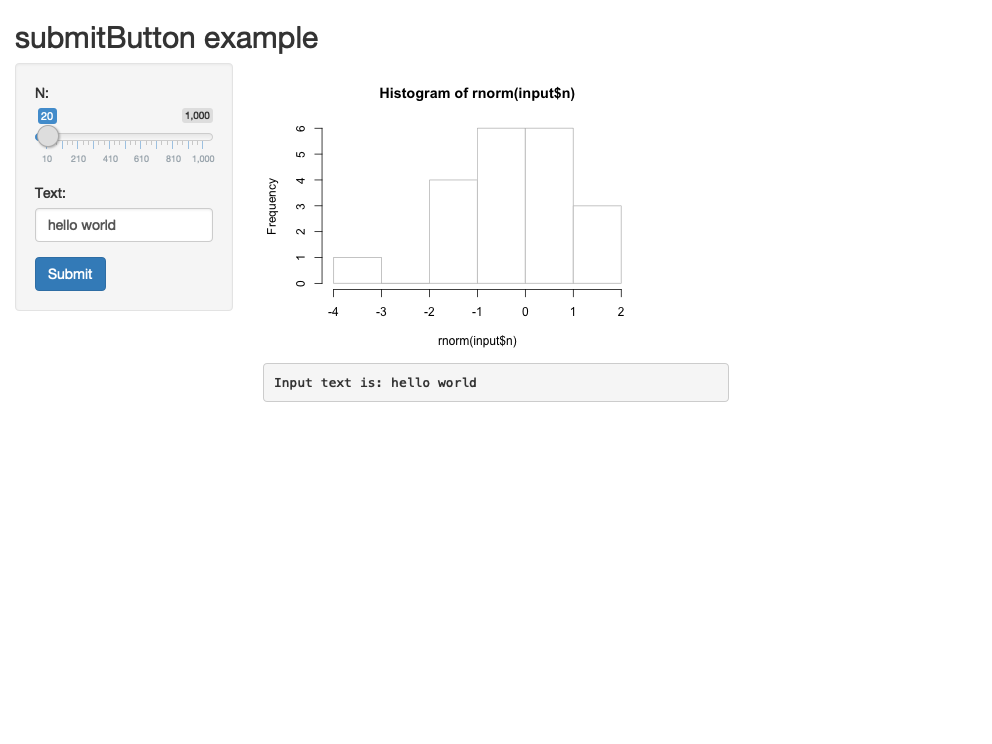 submitButton example
N:
20 1,000
10 210 410 610 810 1,000
Text:
hello world
Submit
Histogram of rnorm(input$n)
Frequency
6
5
4
3
2
1
0
-4 -3 -2 -1 0 1 2
rnorm(input$n)
Input text is: hello world